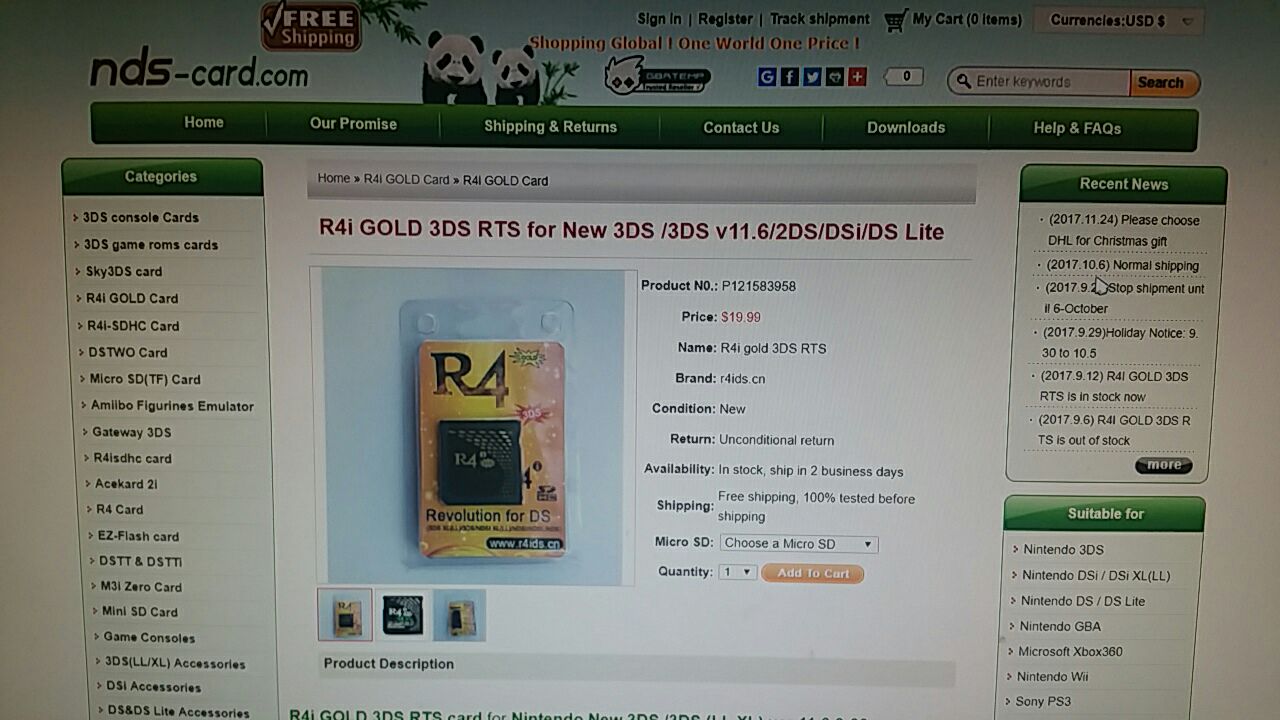 FREE
Shipping
nds-card.com
Sign In | Register | Track shipment
My Cart (0 items)
Currencies:USD $
Shopping Global ! One World One Price !
GBATEMP
Trusted Reseller
0
Enter keywords
Search
Home
Our Promise
Shipping & Returns
Contact Us
Downloads
Help & FAQs
Categories
3DS console Cards
3DS game roms cards
Sky3DS card
R4i GOLD Card
R4i-SDHC Card
DSTWO Card
Micro SD(TF) Card
Amiibo Figurines Emulator
Gateway 3DS
R4isdhc card
Acekard 2i
R4 Card
EZ-Flash card
DSTT & DSTTi
M3i Zero Card
Mini SD Card
Game Consoles
3DS(LL/XL) Accessories
DSi Accessories
DS&DS Lite Accessories
Home » R4i GOLD Card » R4I GOLD Card
R4i GOLD 3DS RTS for New 3DS /3DS v11.6/2DS/DSi/DS Lite
R4
3DS
R4i
Revolution for DS
www.r4ids.cn
Product N0.: P121583958
Price: $19.99
Name: R4i gold 3DS RTS
Brand: r4ids.cn
Condition: New
Return: Unconditional return
Availability: In stock, ship in 2 business days
Shipping: Free shipping, 100% tested before
shipping
Micro SD: Choose a Micro SD
Quantity: 1 Add To Cart
Product Description
R4i GOLD 3DS RTS card for Nintendo New 3DS /3DS (LL XL)
Recent News
(2017.11.24) Please choose
DHL for Christmas gift
(2017.10.6) Normal shipping
(2017.9. Stop shipment unt
il 6-October
(2017.9.29)Holiday Notice: 9.
30 to 10.5
(2017.9.12) R4I GOLD 3DS
RTS is in stock now
(2017.9.6) R4I GOLD 3DS R
TS is out of stock
more
Suitable for
Nintendo 3DS
Nintendo DSi / DSi XL(LL)
Nintendo DS / DS Lite
Nintendo GBA
Microsoft Xbox360
Nintendo Wii
Sony PS3